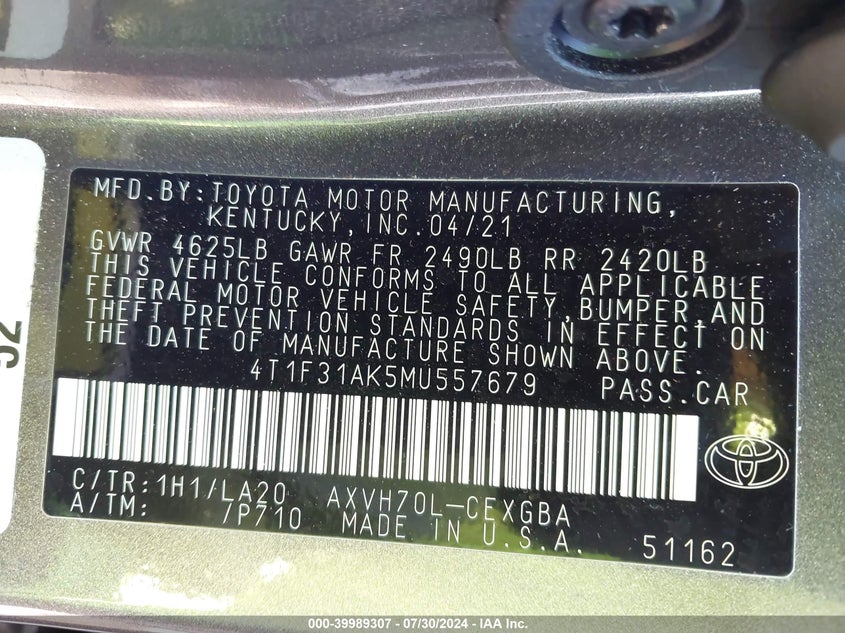 MFD.BY:TOYOTA MOTOR MANUFACTURING,
KENTUCKY,INC.04/21
GVWR 4625LB GAWR FR 2490LB RR 2420LB
THIS VEHICLE CONFORMS TO ALL APPLICABLE
FEDERAL MOTOR VEHICLE SAFETY,BUMPER,AND
THEFT PREVENTION STANDARDS IN EFFECT ON
THE DATE OF MANUFACTURE SHOWN ABOVE.
4T1F31AK5MU557679 PASS.CAR
C/TR:1H1/LA20 AXVH70L-CEXGBA
A/TM: 7P710 MADE IN U.S.A. 51162
000-39989307 - 07/30/2024 - IAA Inc.